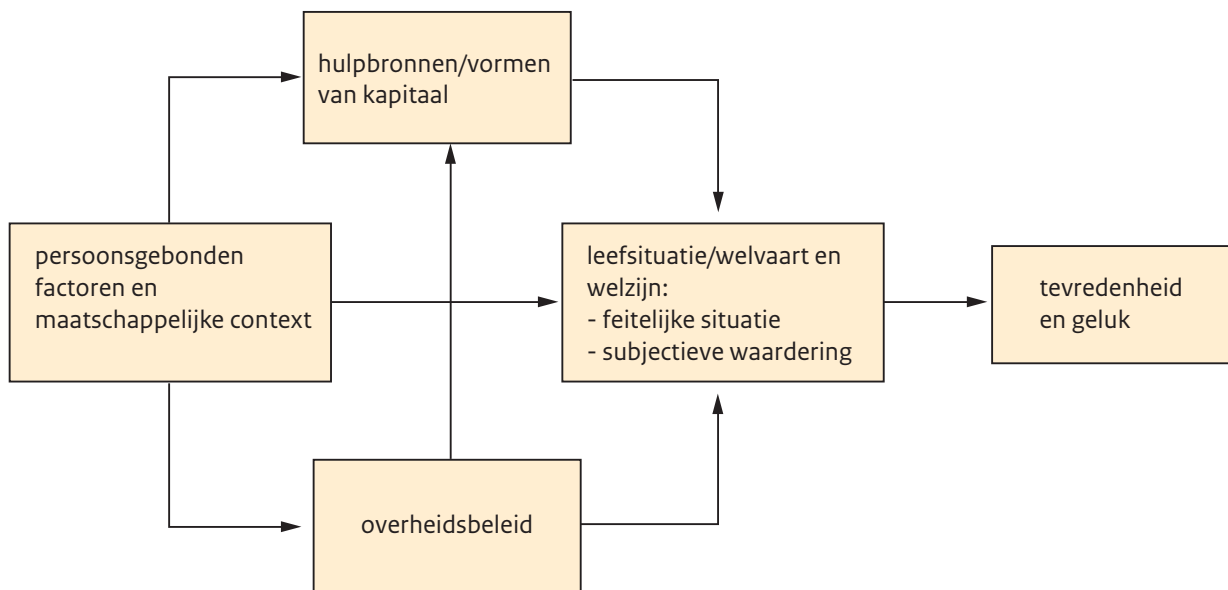 hulpbronnen/vormen
van kapitaal
persoonsgebonden
factoren en
maatschappelijke context
leefsituatie/welvaart en
welzijn:
- feitelijke situatie
- subjectieve waardering
tevredenheid
en geluk
overheidsbeleid